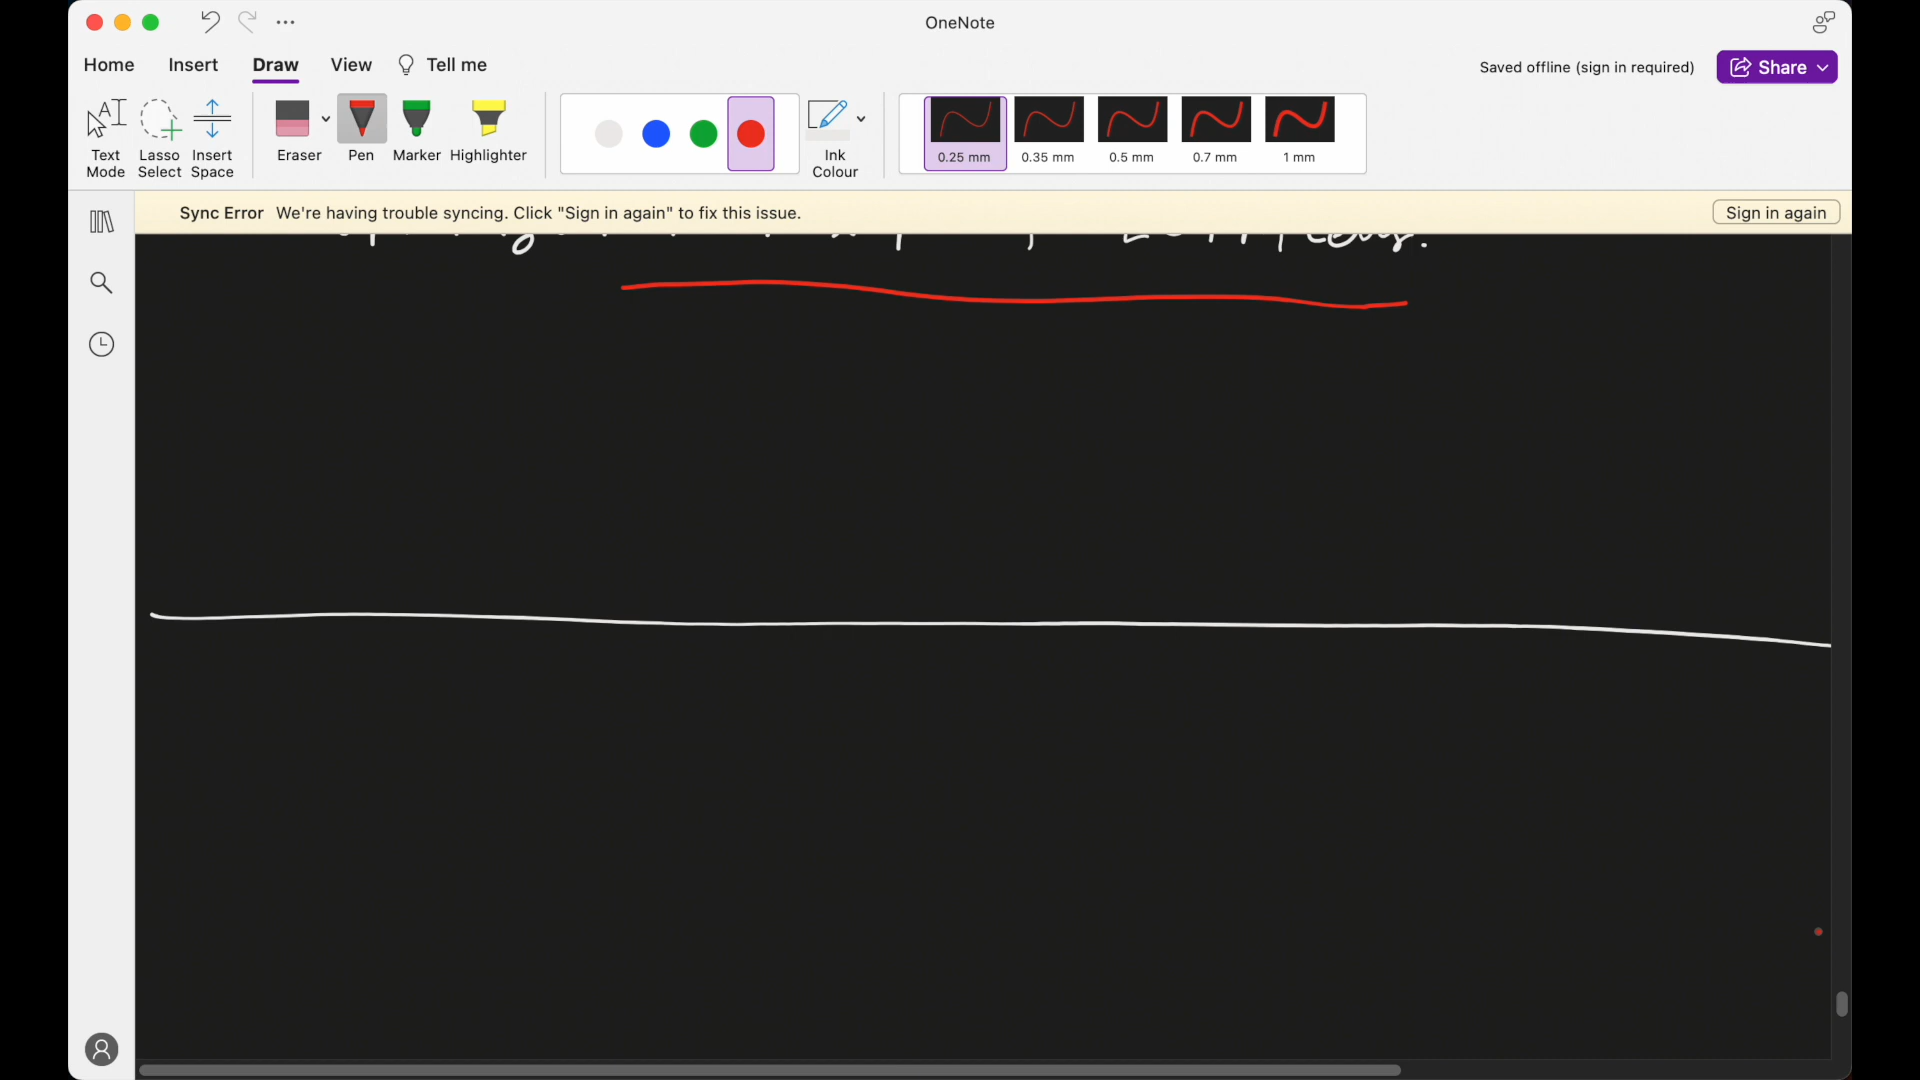 OneNote
Home Insert Draw View Tell me
Saved offline (sign in required) Share
Text Mode
Lasso Select
Insert Space
Eraser
Pen
Marker
Highlighter
Ink Colour
0.25 mm
0.35 mm
0.5 mm
0.7 mm
1 mm
Sync Error We're having trouble syncing. Click "Sign in again" to fix this issue.
Sign in again